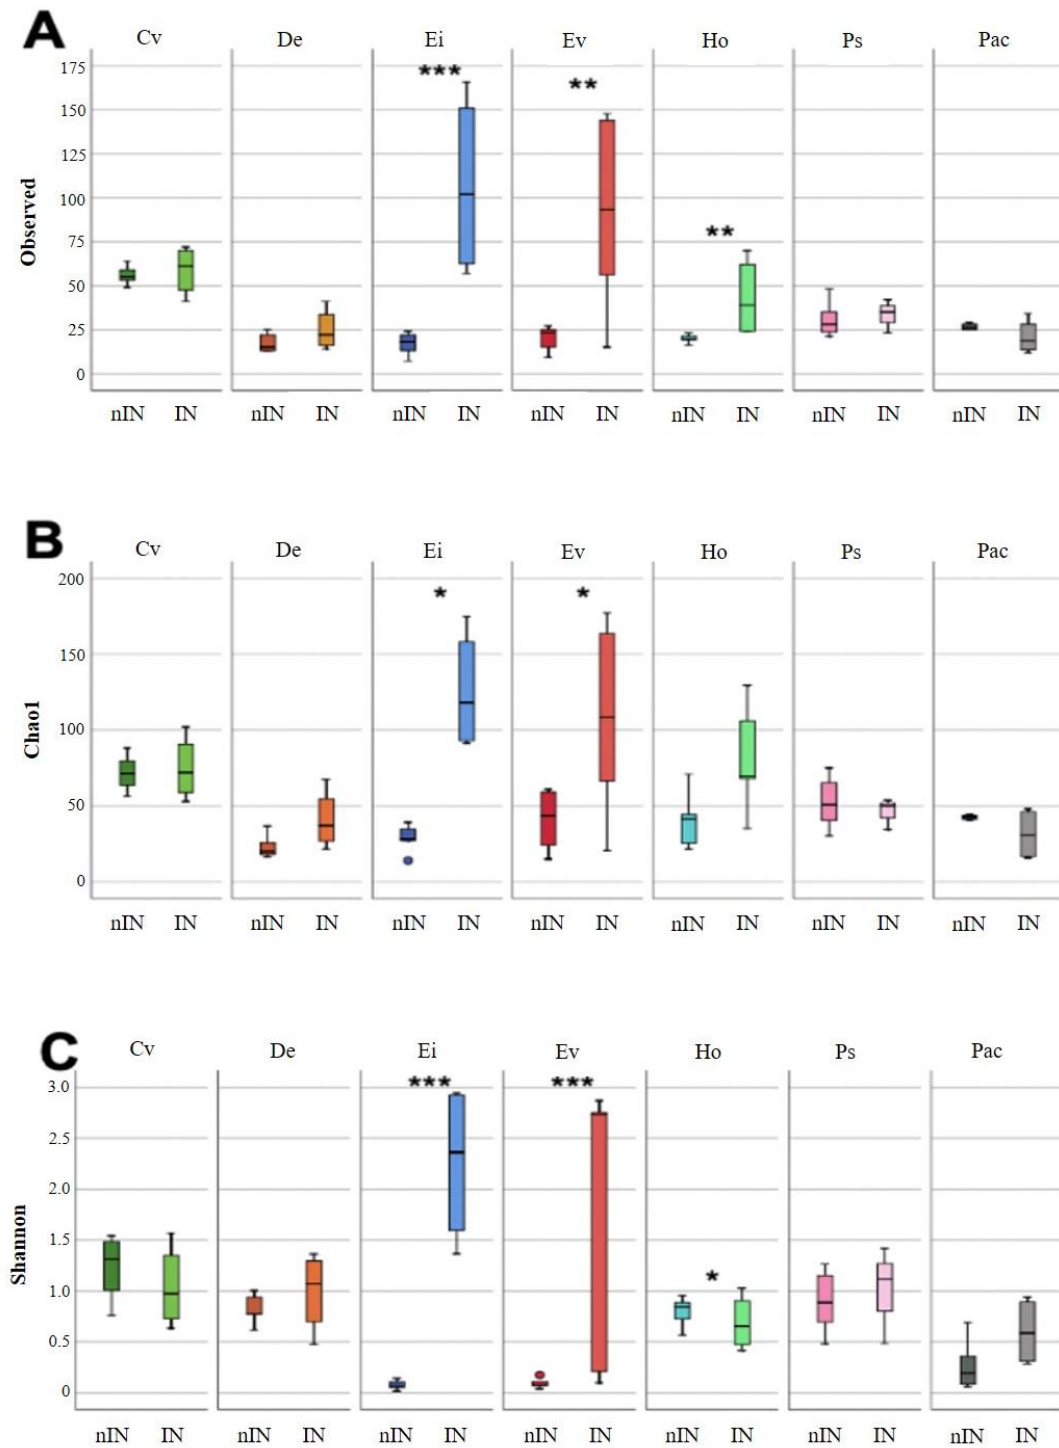 A
Cv De Ei Ev Ho Ps Pac
175
*** **
150
125
100
Observed
**
75
50
25
0
nIN IN nIN IN nIN IN nIN IN nIN IN nIN IN nIN IN
B
Cv De Ei Ev Ho Ps Pac
200
* *
150
Chao1
100
50
0
nIN IN nIN IN nIN IN nIN IN nIN IN nIN IN nIN IN
C
Cv De Ei Ev Ho Ps Pac
3.0
*** ***
2.5
2.0
1.5
Shannon
*
1.0
0.5
0
nIN IN nIN IN nIN IN nIN IN nIN IN nIN IN nIN IN